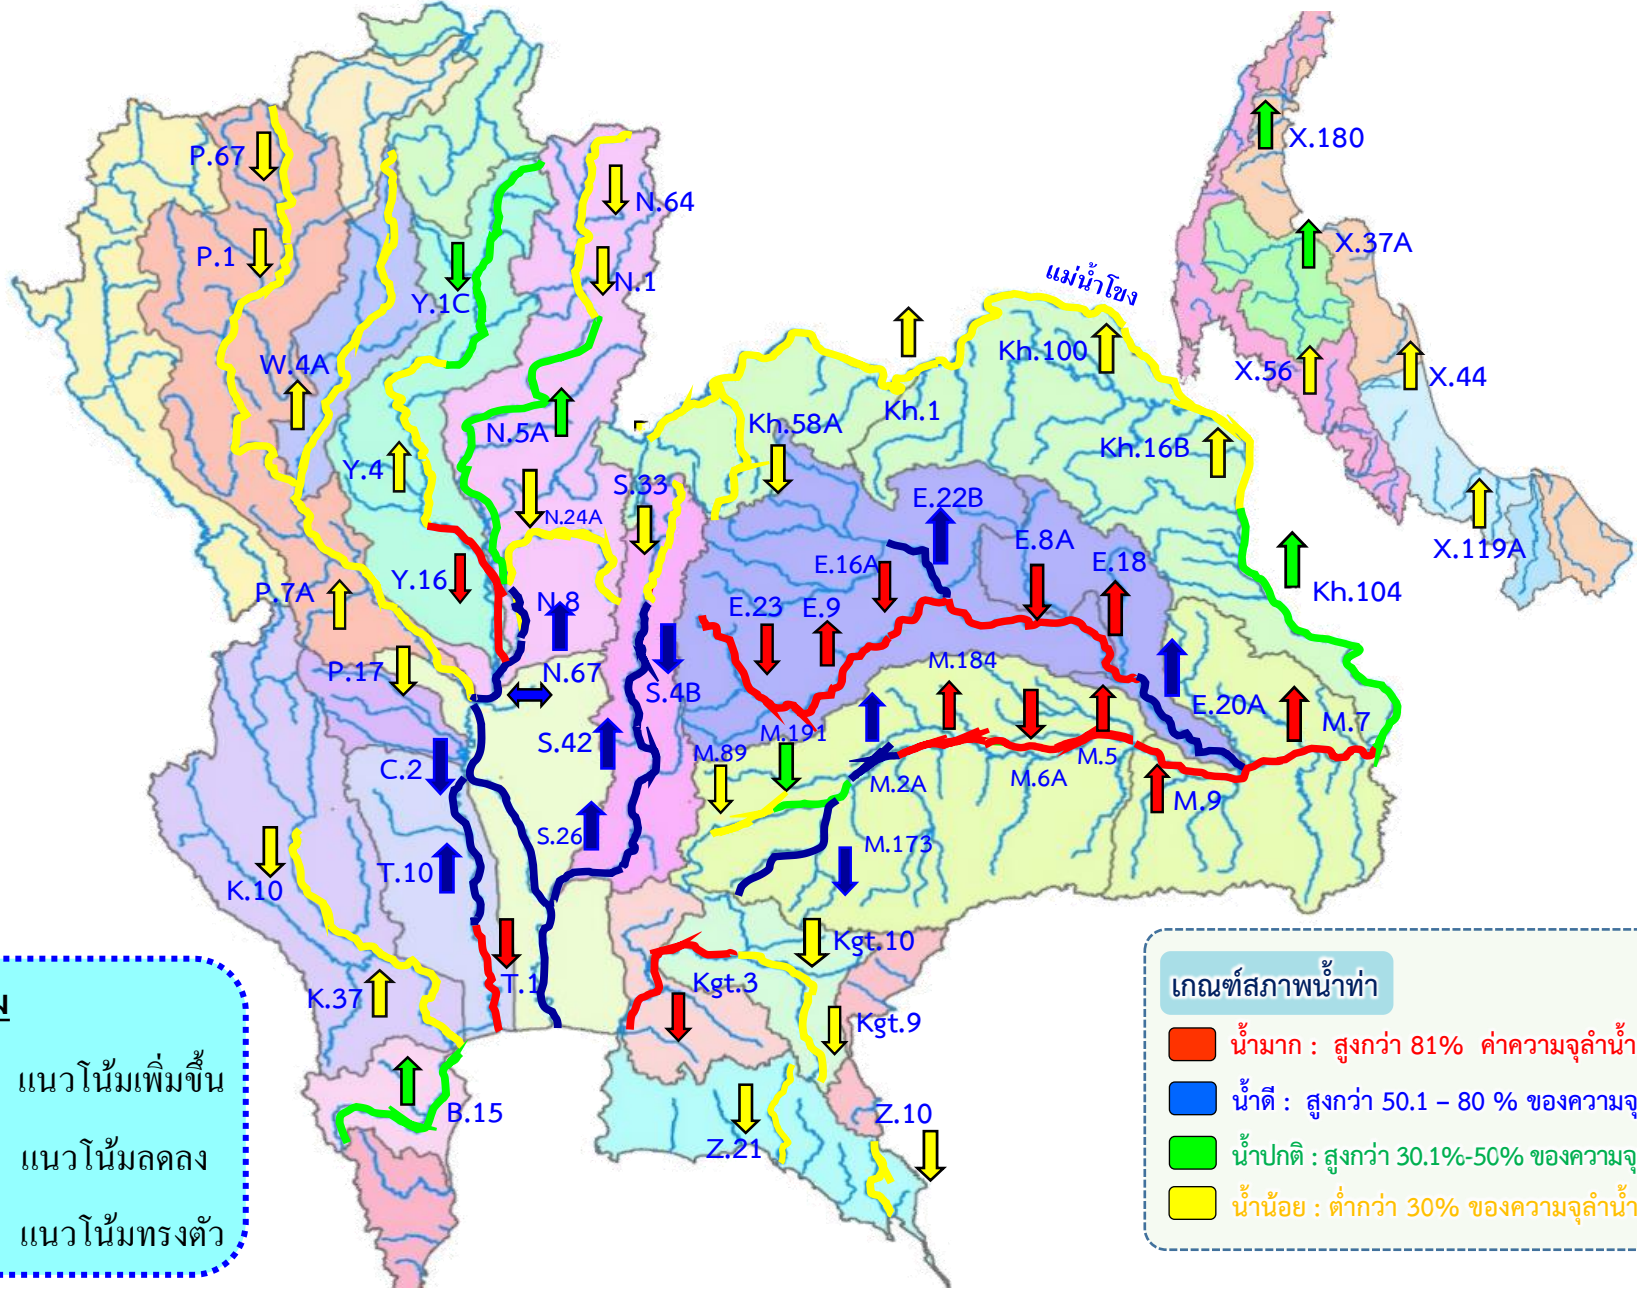 P.67
N.64
P.1
N.1
Y.1C
แม่น้ำโขง
X.180
X.37A
W.4A
Kh.100
X.56
X.44
Kh.1
Kh.58A
N.5A
Y.4
Kh.16B
S.33
N.24A
E.22B
X.119A
E.8A
E.16A
E.18
Y.16
P.7A
N.8
E.23
E.9
Kh.104
P.17
N.67
M.184
S.4B
E.20A
M.7
S.42
M.191
M.89
C.2
M.5
M.2A
M.6A
M.9
S.26
M.173
T.10
K.10
Kgt.10
T.1
Kgt.3
K.37
Kgt.9
B.15
Z.10
Z.21
แนวโน้มเพิ่มขึ้น
แนวโน้มลดลง
แนวโน้มทรงตัว
เกณฑ์สภาพน้ำท่า
น้ำมาก : สูงกว่า 81% ค่าความจุลำน้ำ
น้ำดี : สูงกว่า 50.1 – 80 % ของความจุ
น้ำปกติ : สูงกว่า 30.1%-50% ของความจุ
น้ำน้อย : ต่ำกว่า 30% ของความจุลำน้ำ